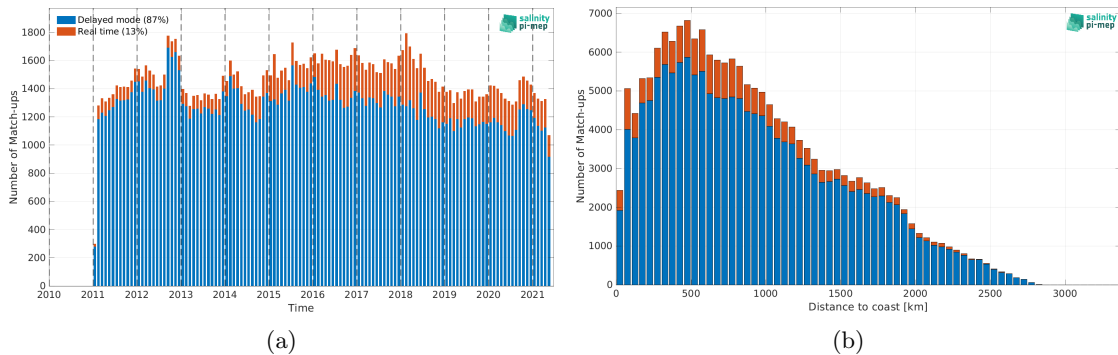 Delayed mode (87%)
Real time (13%)
salinity
pi-mep
Number of Match-ups
1800
1600
1400
1200
1000
800
600
400
200
0
2010 2011 2012 2013 2014 2015 2016 2017 2018 2019 2020 2021
Time
(a)
salinity
pi-mep
Number of Match-ups
7000
6000
5000
4000
3000
2000
1000
0
0 500 1000 1500 2000 2500 3000
Distance to coast [km]
(b)